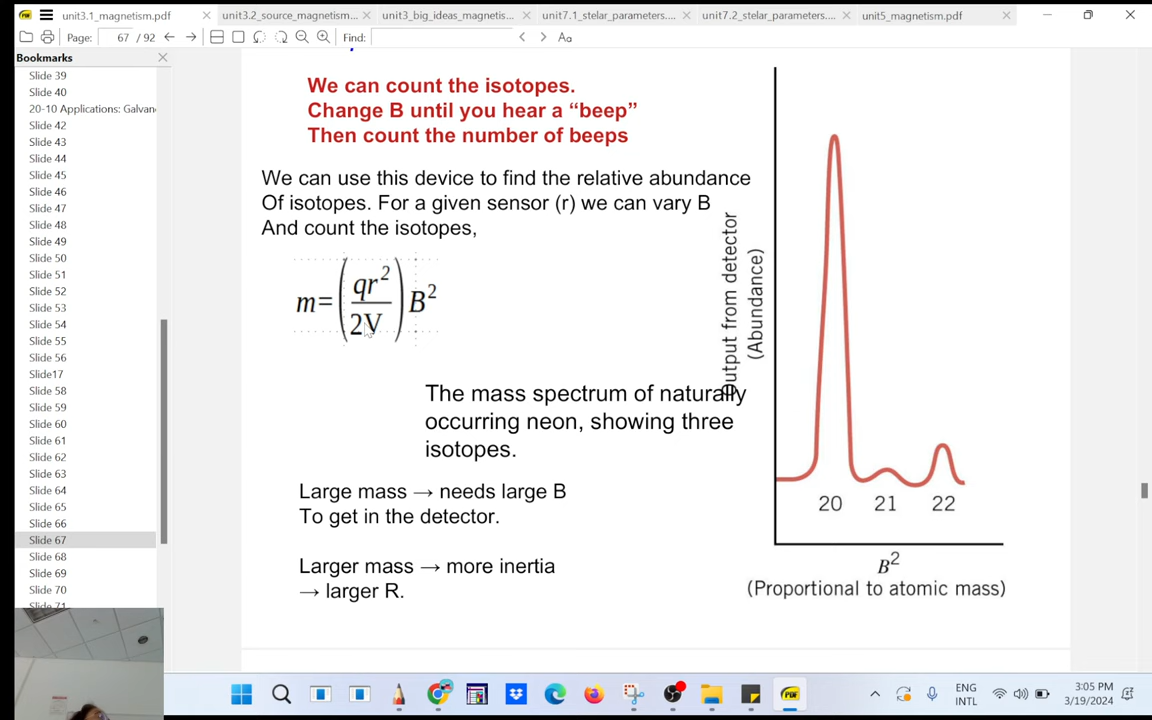 unit3.1_magnetism.pdf
unit3.2_source_magnetism....
unit3_big_ideas_magnetis...
unit7.1_stelar_parameters....
unit7.2_stelar_parameters....
unit5_magnetism.pdf
Page: 67 / 92
Find:
Aa
Bookmarks
Slide 39
Slide 40
20-10 Applications: Galvan
Slide 42
Slide 43
Slide 44
Slide 45
Slide 46
Slide 47
Slide 48
Slide 49
Slide 50
Slide 51
Slide 52
Slide 53
Slide 54
Slide 55
Slide 56
Slide17
Slide 58
Slide 59
Slide 60
Slide 61
Slide 62
Slide 63
Slide 64
Slide 65
Slide 66
Slide 67
Slide 68
Slide 69
Slide 70
Slide 71
We can count the isotopes.
Change B until you hear a “beep”
Then count the number of beeps
We can use this device to find the relative abundance
Of isotopes. For a given sensor (r) we can vary B
And count the isotopes,
m=(qr²/2V)B²
The mass spectrum of naturally
occurring neon, showing three
isotopes.
Large mass → needs large B
To get in the detector.
Larger mass → more inertia
→ larger R.
Output from detector
(Abundance)
20 21 22
B²
(Proportional to atomic mass)
ENG
INTL
3:05 PM
3/19/2024